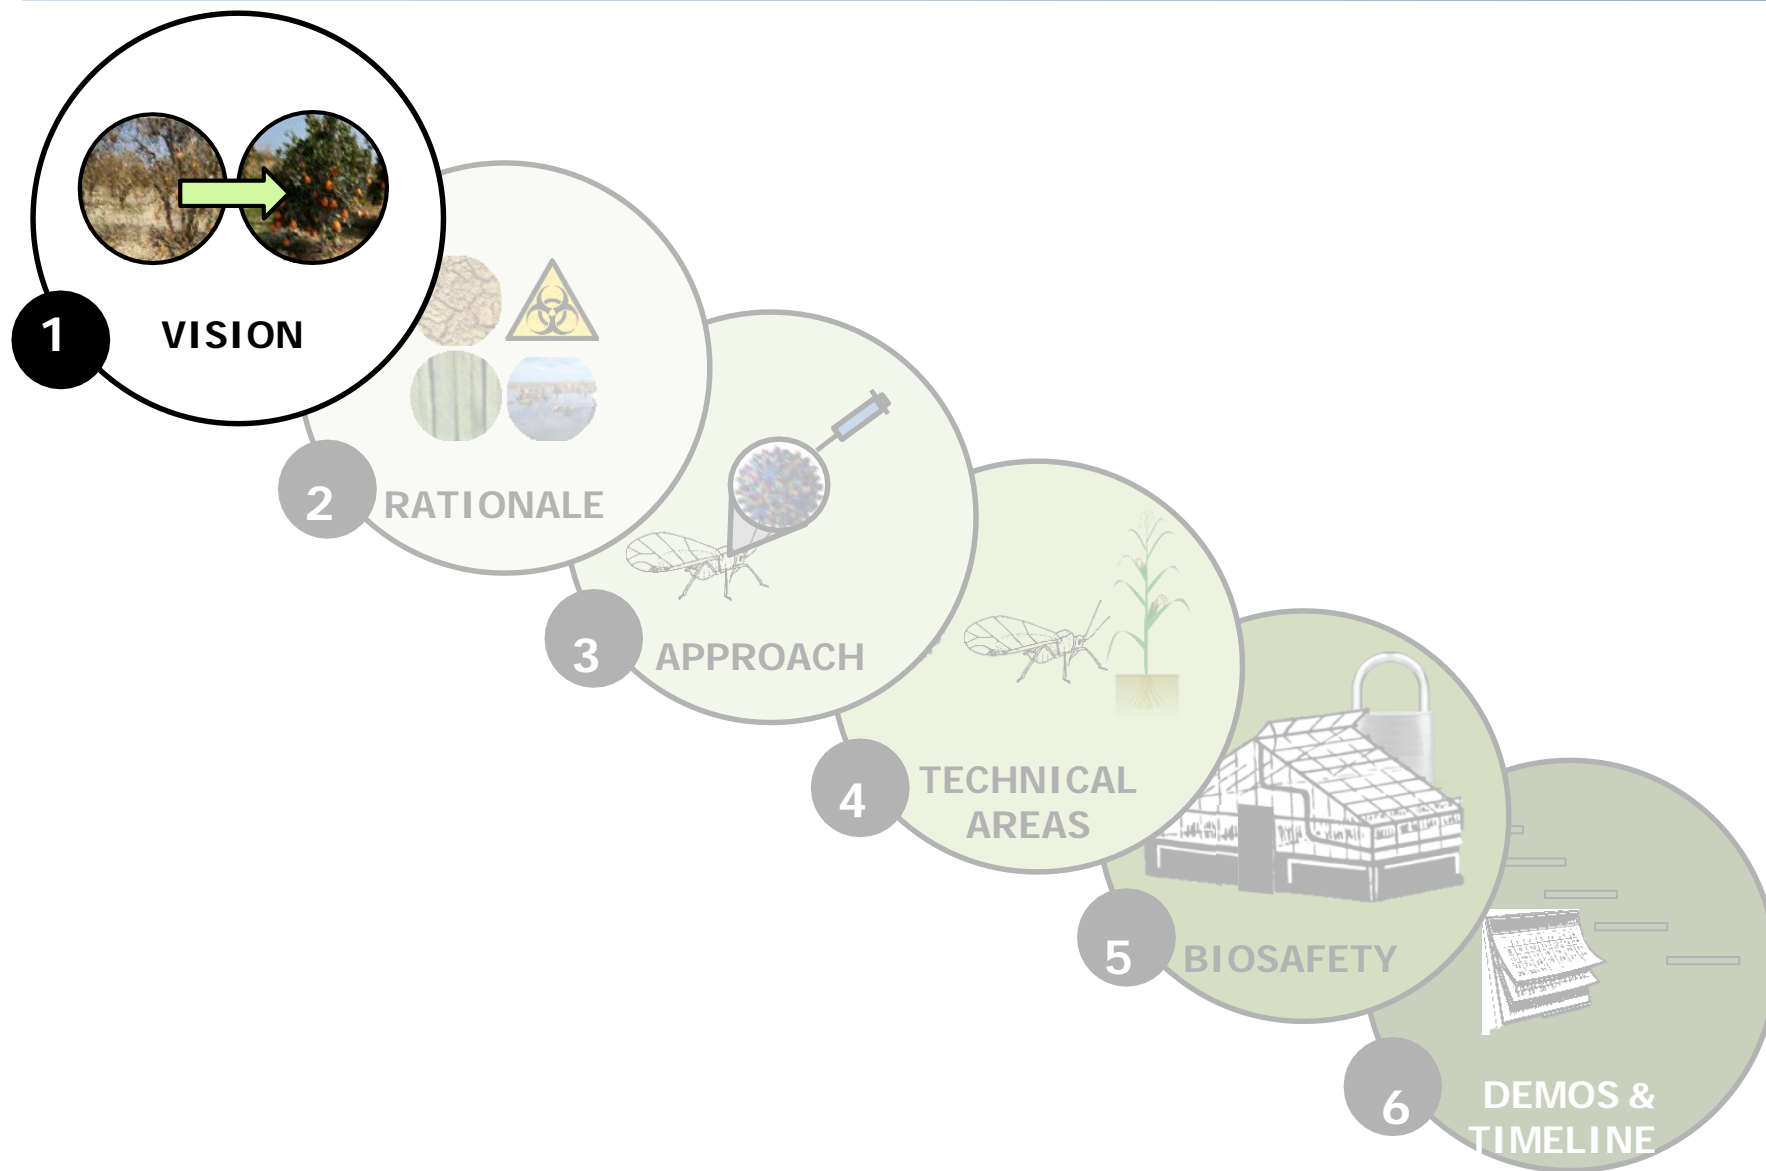 1
VISION
2
RATIONALE
3
APPROACH
4
TECHNICAL
AREAS
5
BIOSAFETY
6
DEMOS &
TIMELINE